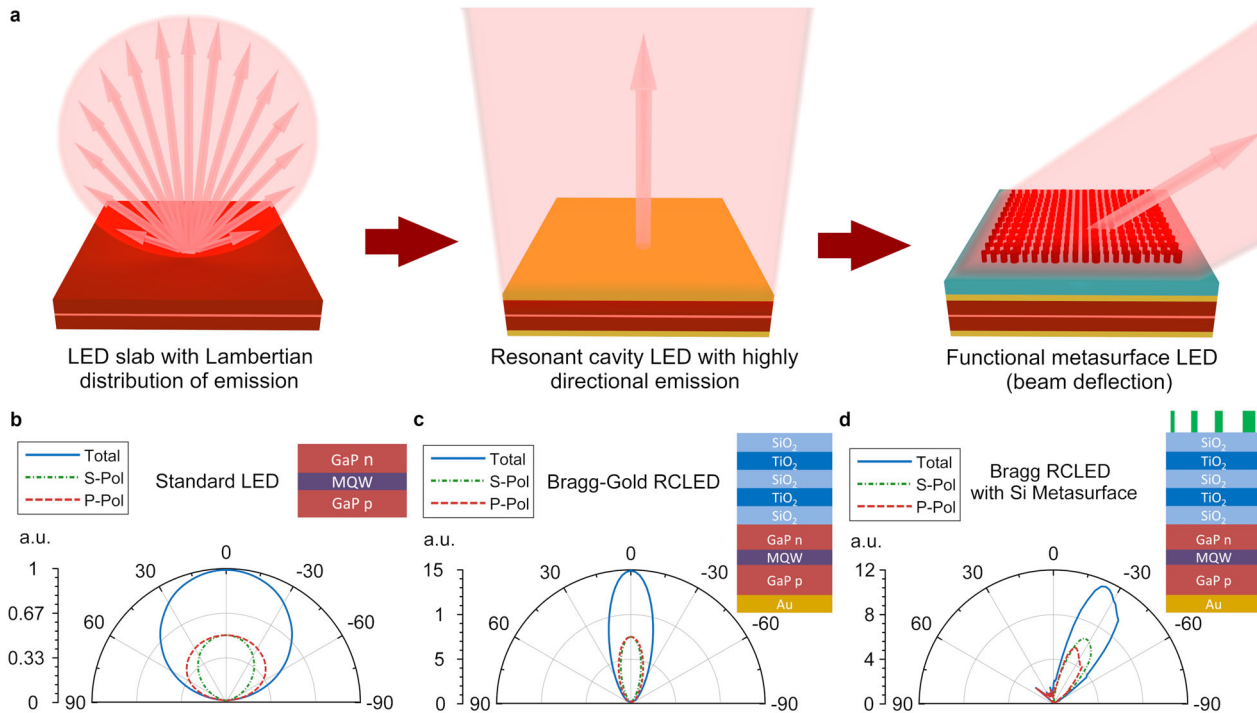 a
LED slab with Lambertian
distribution of emission
Resonant cavity LED with highly
directional emission
Functional metasurface LED
(beam deflection)
b
Total
S-Pol
P-Pol
Standard LED
GaP n
MQW
GaP p
a.u.
1
0.67
0.33
0
90
60
30
0
-30
-60
-90
c
Total
S-Pol
P-Pol
Bragg-Gold RCLED
SiO₂
TiO₂
SiO₂
TiO₂
SiO₂
GaP n
MQW
GaP p
Au
a.u.
15
10
5
0
90
60
30
0
-30
-60
-90
d
Total
S-Pol
P-Pol
Bragg RCLED
with Si Metasurface
SiO₂
TiO₂
SiO₂
TiO₂
SiO₂
GaP n
MQW
GaP p
Au
a.u.
12
8
4
0
90
60
30
0
-30
-60
-90